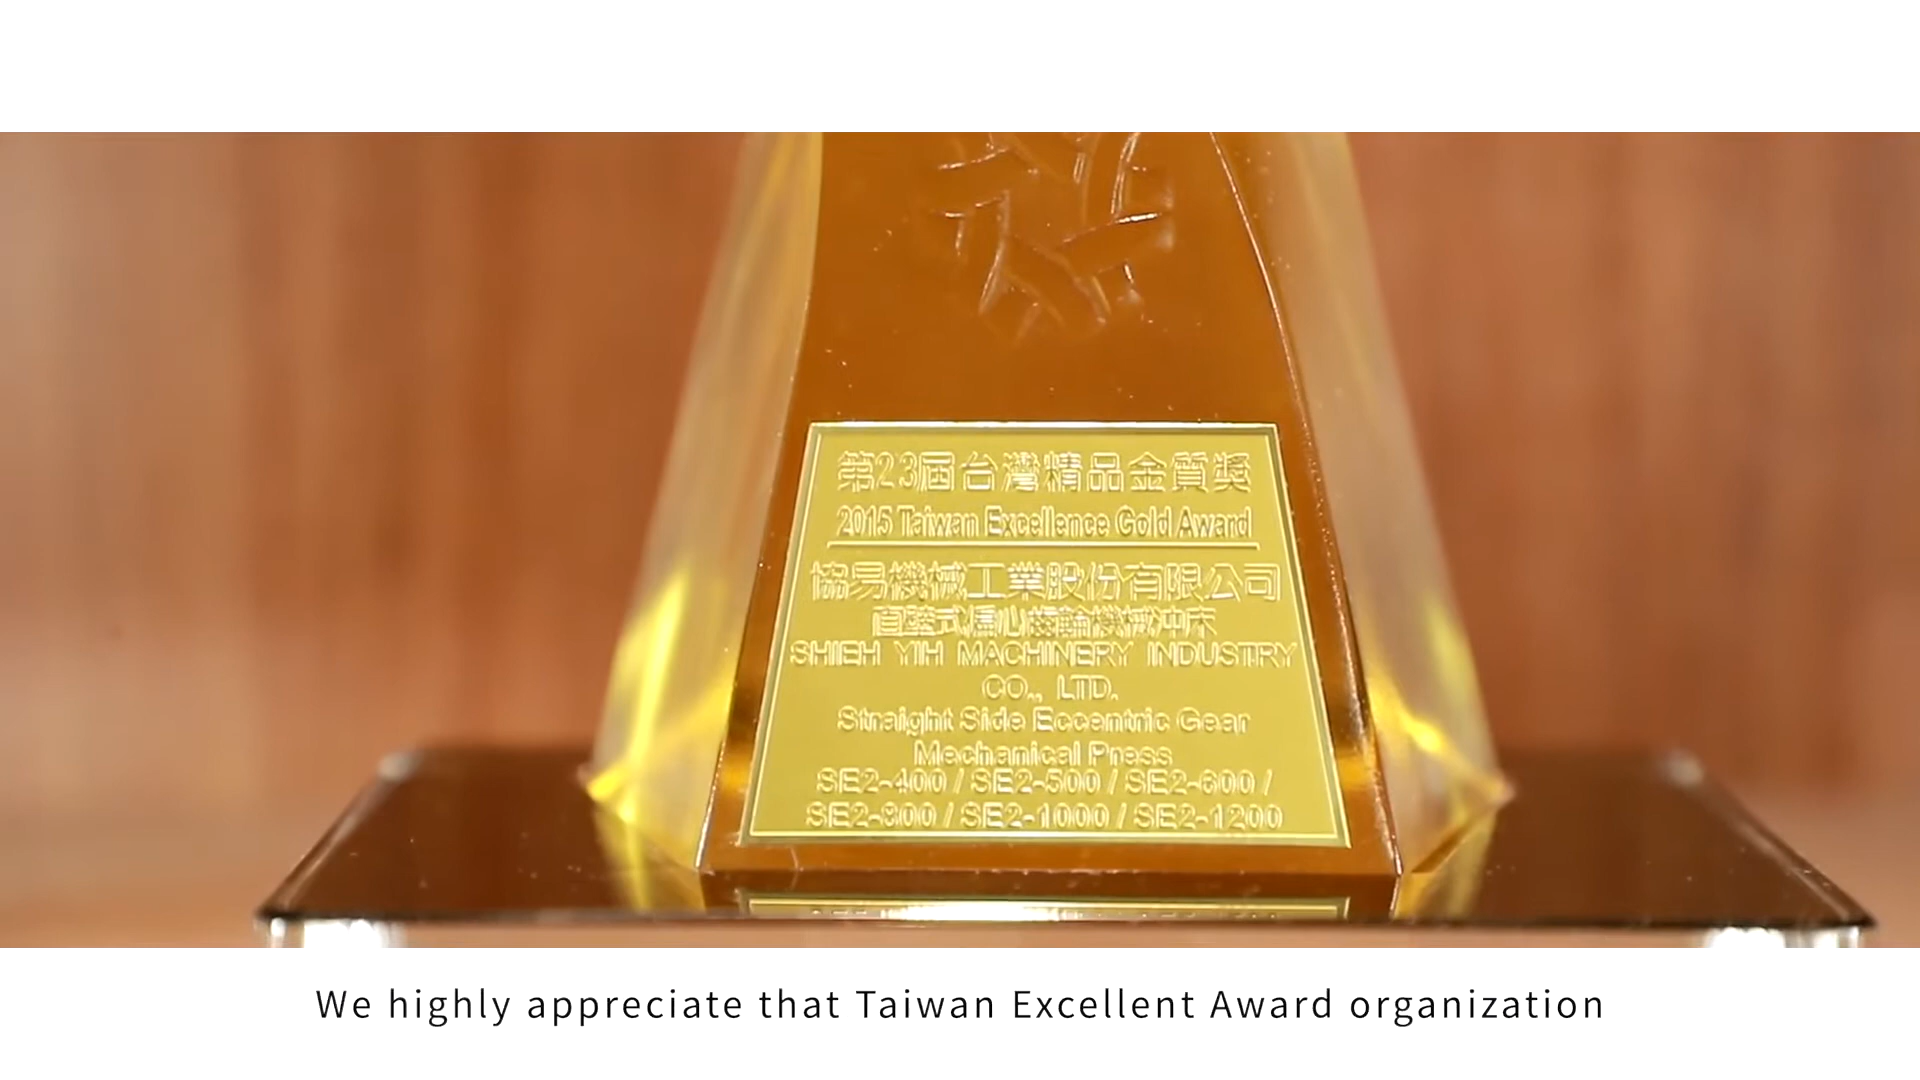 第23屆台灣精品金質獎
2015 Taiwan Excellence Gold Award
協易機械工業股份有限公司
直壁式偏心齒輪機械冲床
SHIEH YIH MACHINERY INDUSTRY
CO., LTD.
Straight Side Eccentric Gear
Mechanical Press
SE2-400 / SE2-500 / SE2-600 /
SE2-800 / SE2-1000 / SE2-1200
We highly appreciate that Taiwan Excellent Award organization